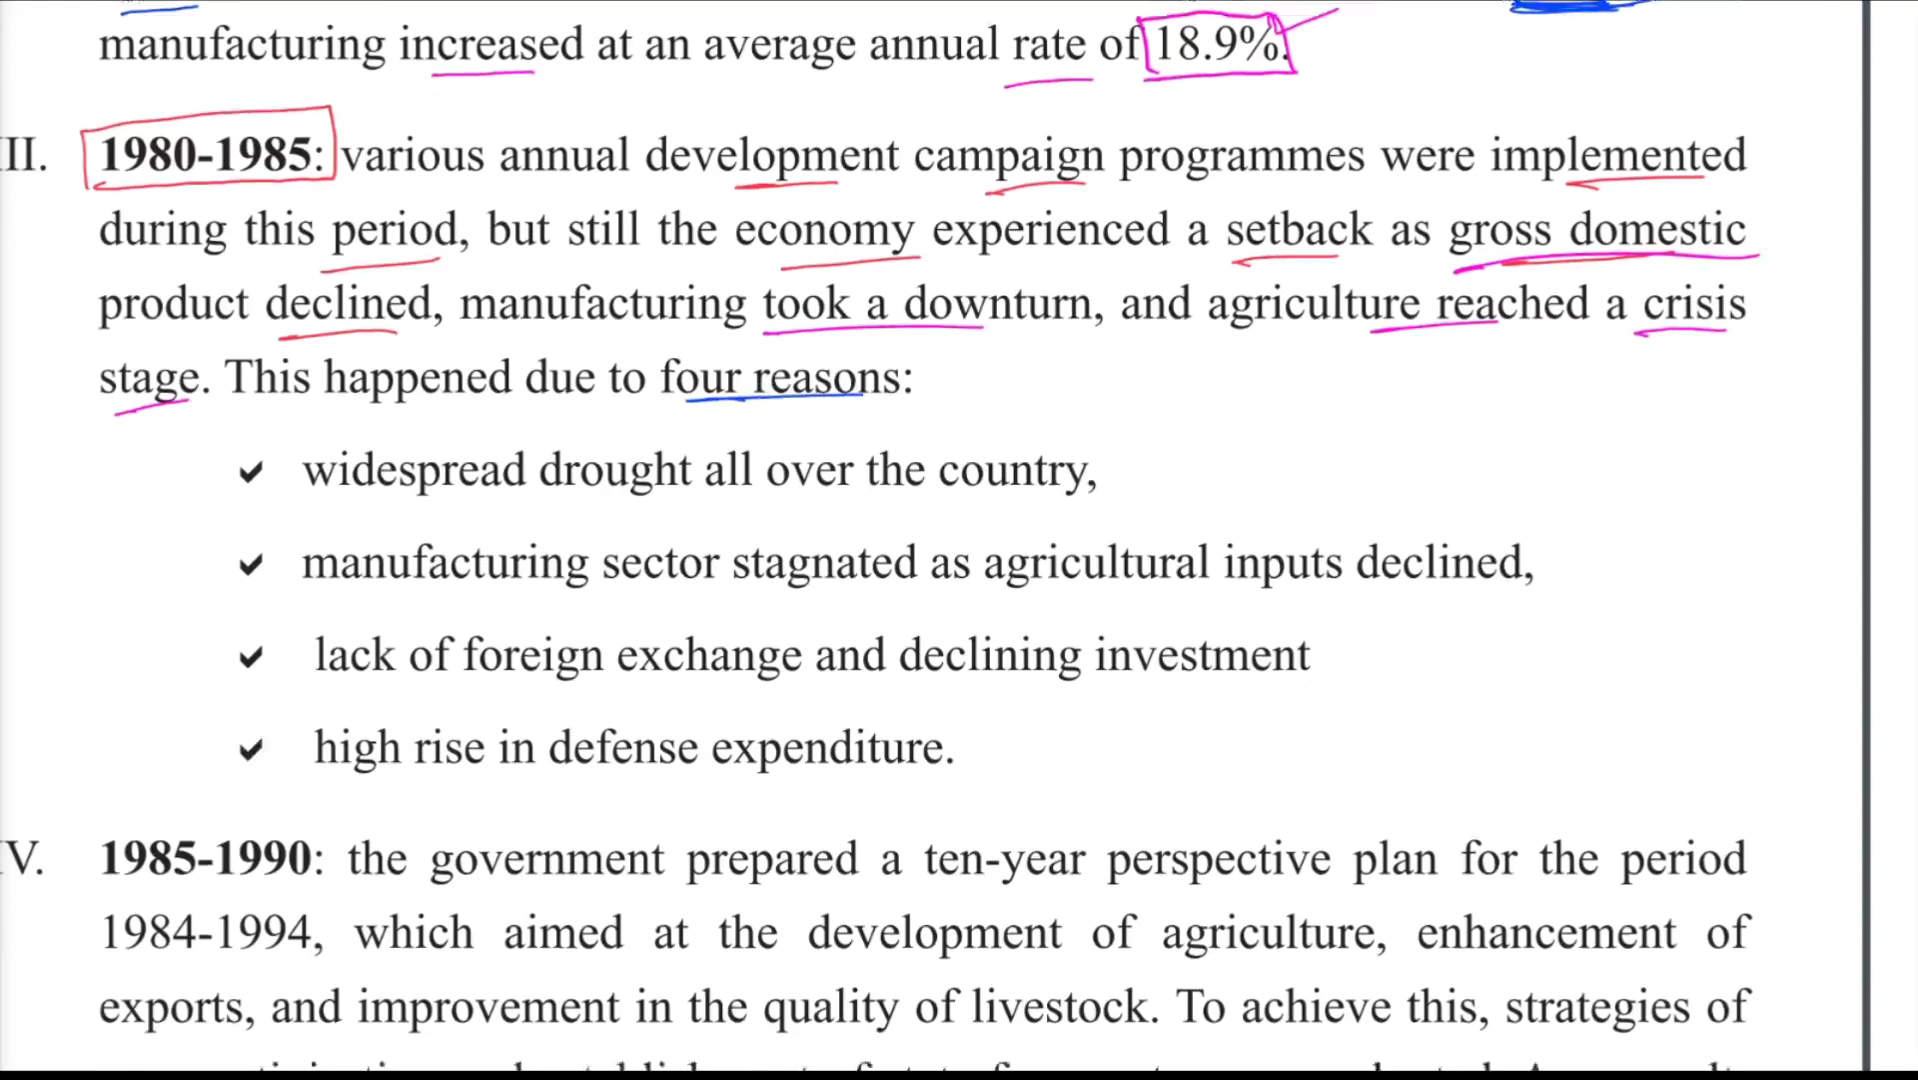 manufacturing increased at an average annual rate of 18.9%.
III. 1980-1985: various annual development campaign programmes were implemented
during this period, but still the economy experienced a setback as gross domestic
product declined, manufacturing took a downturn, and agriculture reached a crisis
stage. This happened due to four reasons:
✔ widespread drought all over the country,
✔ manufacturing sector stagnated as agricultural inputs declined,
✔ lack of foreign exchange and declining investment
✔ high rise in defense expenditure.
IV. 1985-1990: the government prepared a ten-year perspective plan for the period
1984-1994, which aimed at the development of agriculture, enhancement of
exports, and improvement in the quality of livestock. To achieve this, strategies of